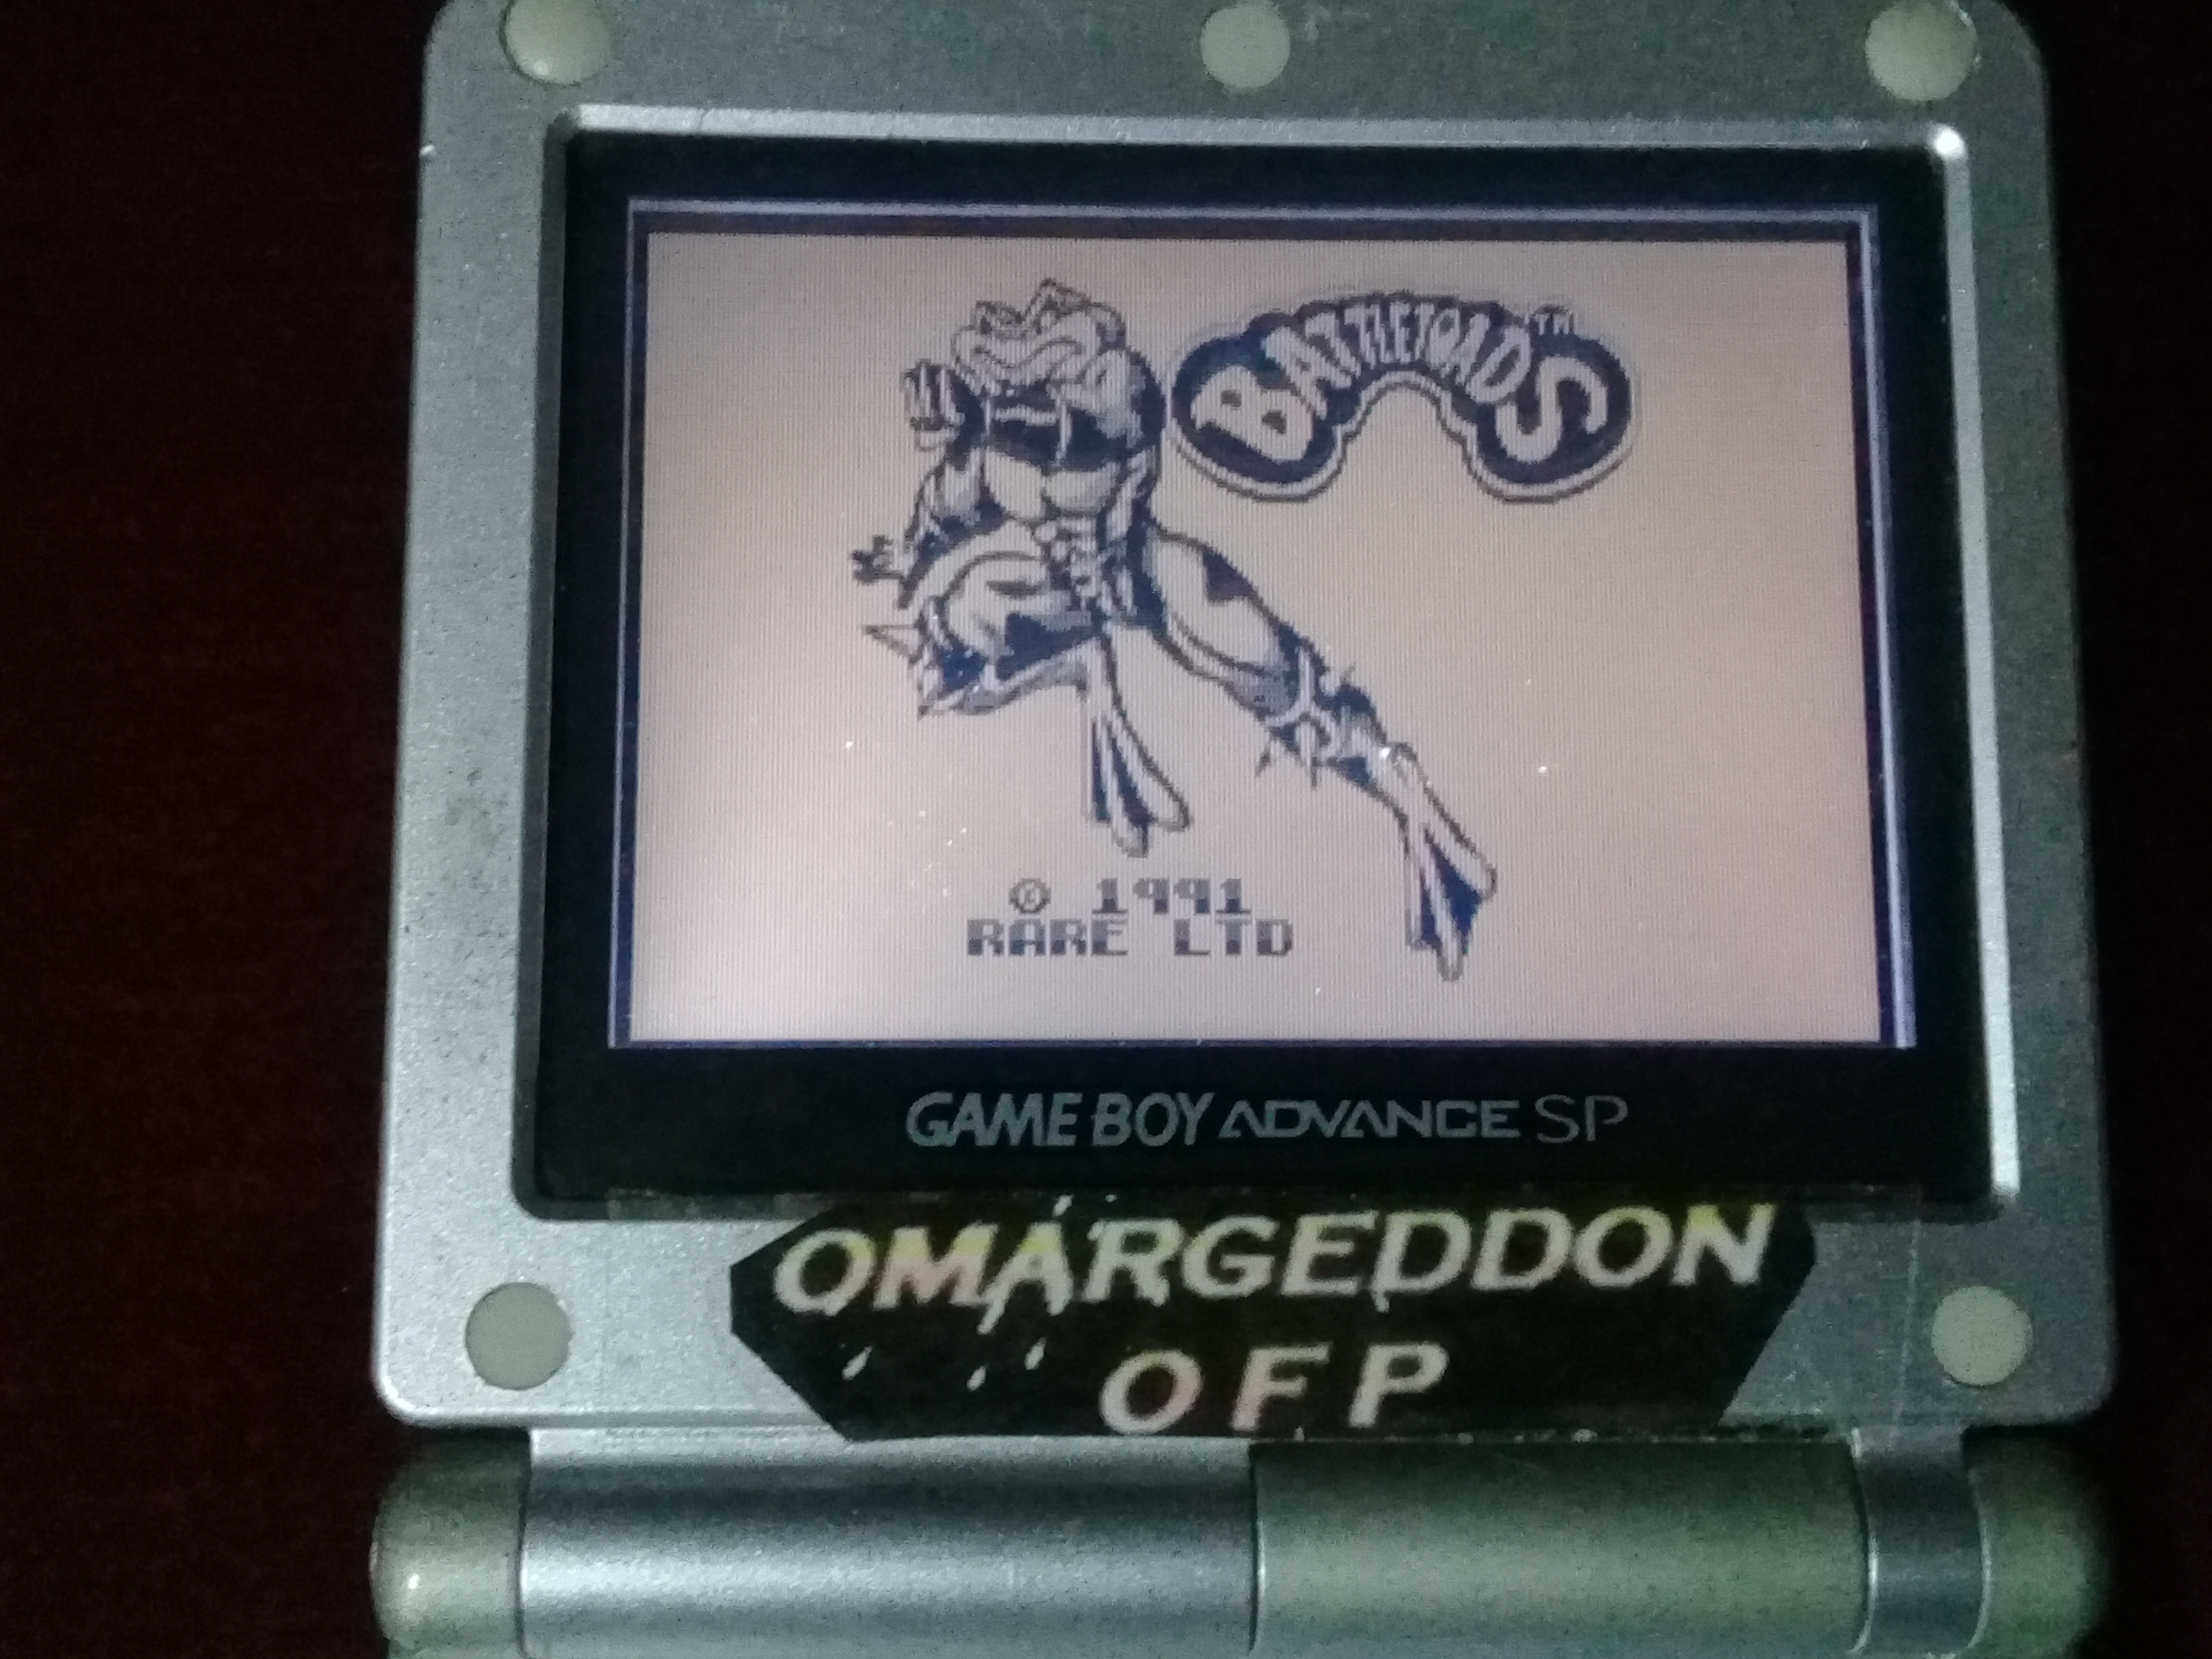 BATTLETOADS™
© 1991
RARE LTD
GAME BOY ADVANCE SP
OMARGEDDON
OFP